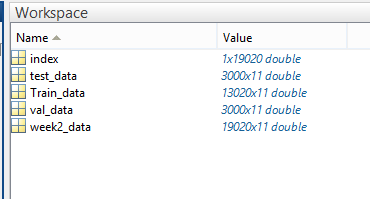 Workspace
Name Value
index 1x19020 double
test_data 3000x11 double
Train_data 13020x11 double
val_data 3000x11 double
week2_data 19020x11 double